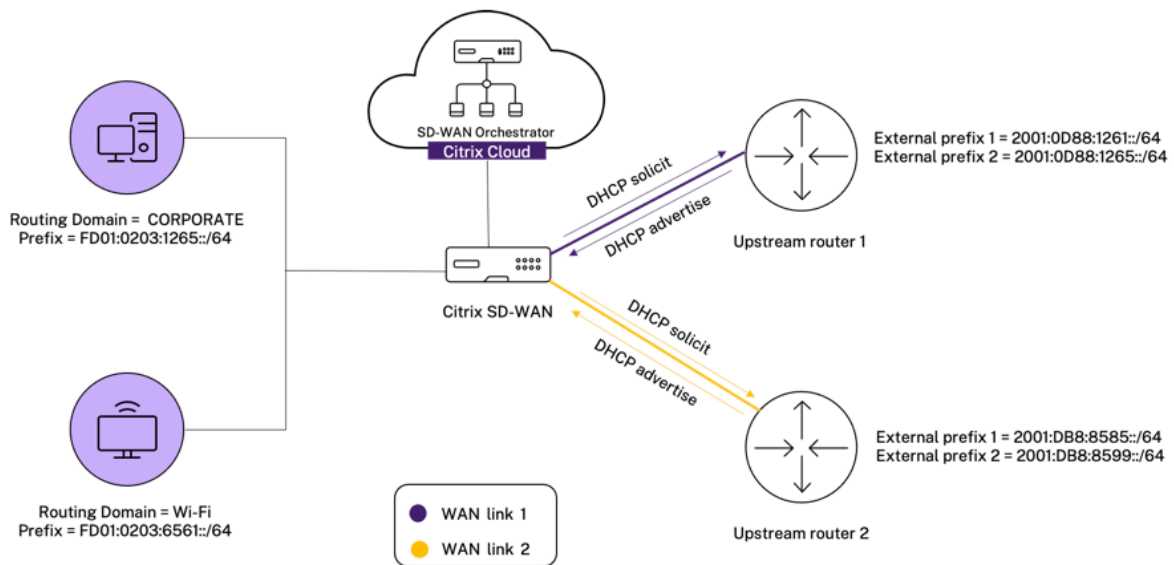 SD-WAN Orchestrator
Citrix Cloud
Routing Domain = CORPORATE
Prefix = FD01:0203:1265::/64
DHCP solicit
DHCP advertise
External prefix 1 = 2001:0D88:1261::/64
External prefix 2 = 2001:0D88:1265::/64
Upstream router 1
Citrix SD-WAN
DHCP solicit
DHCP advertise
External prefix 1 = 2001:DB8:8585::/64
External prefix 2 = 2001:DB8:8599::/64
Routing Domain = Wi-Fi
Prefix = FD01:0203:6561::/64
WAN link 1
WAN link 2
Upstream router 2